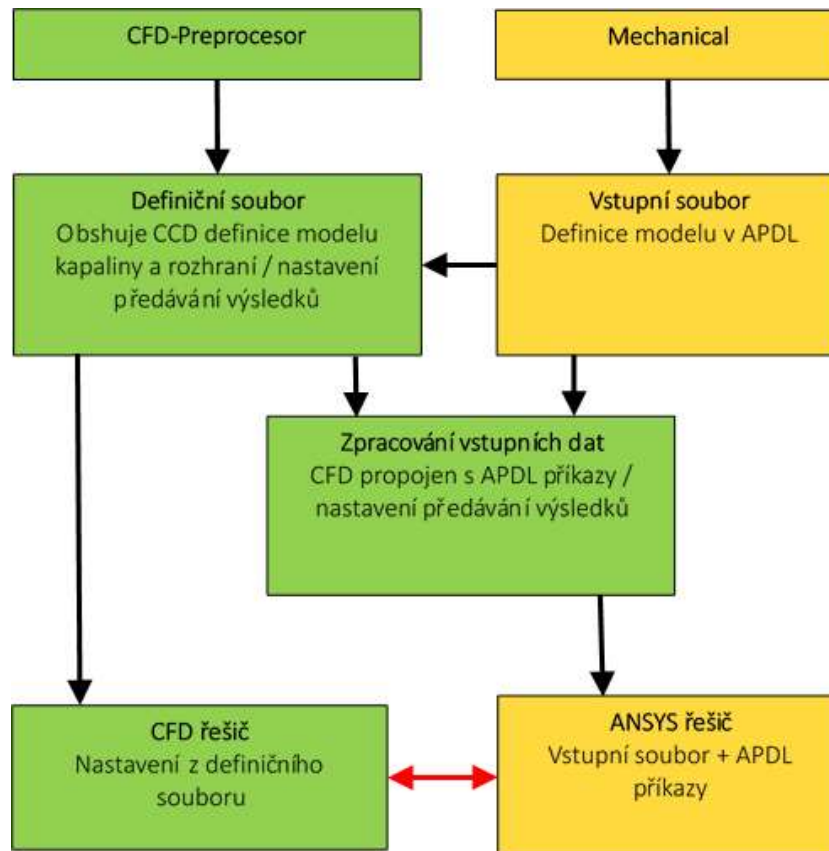 CFD-Preprocesor
Mechanical
Definiční soubor
Obshuje CCD definice modelu
kapaliny a rozhraní / nastavení
předávání výsledků
Vstupní soubor
Definice modelu v APDL
Zpracování vstupních dat
CFD propojen s APDL příkazy /
nastavení předávání výsledků
CFD řešič
Nastavení z definičního
souboru
ANSYS řešič
Vstupní soubor + APDL
příkazy